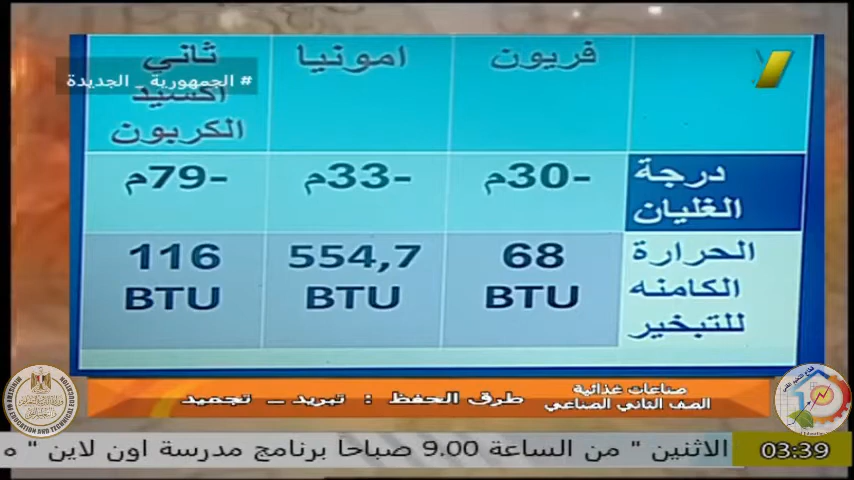 فريون امونيا ثاني
# الجمهورية _ الجديدة
اكسيد
الكربون
درجة الغليان -30م -33م -79م
الحرارة الكامنه للتبخير 68 BTU 554,7 BTU 116 BTU
صناعات غذائية
الصف الثاني الصناعي
طرق الحفظ : تبريد _ تجميد
الاثنين " من الساعة 9.00 صباحا برنامج مدرسة اون لاين " ه
03:39